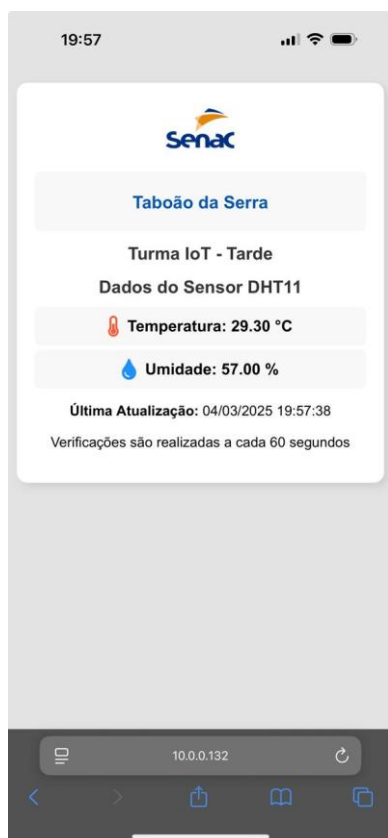 19:57
Senac
Taboão da Serra
Turma IoT - Tarde
Dados do Sensor DHT11
Temperatura: 29.30 °C
Umidade: 57.00 %
Última Atualização: 04/03/2025 19:57:38
Verificações são realizadas a cada 60 segundos
10.0.0.132